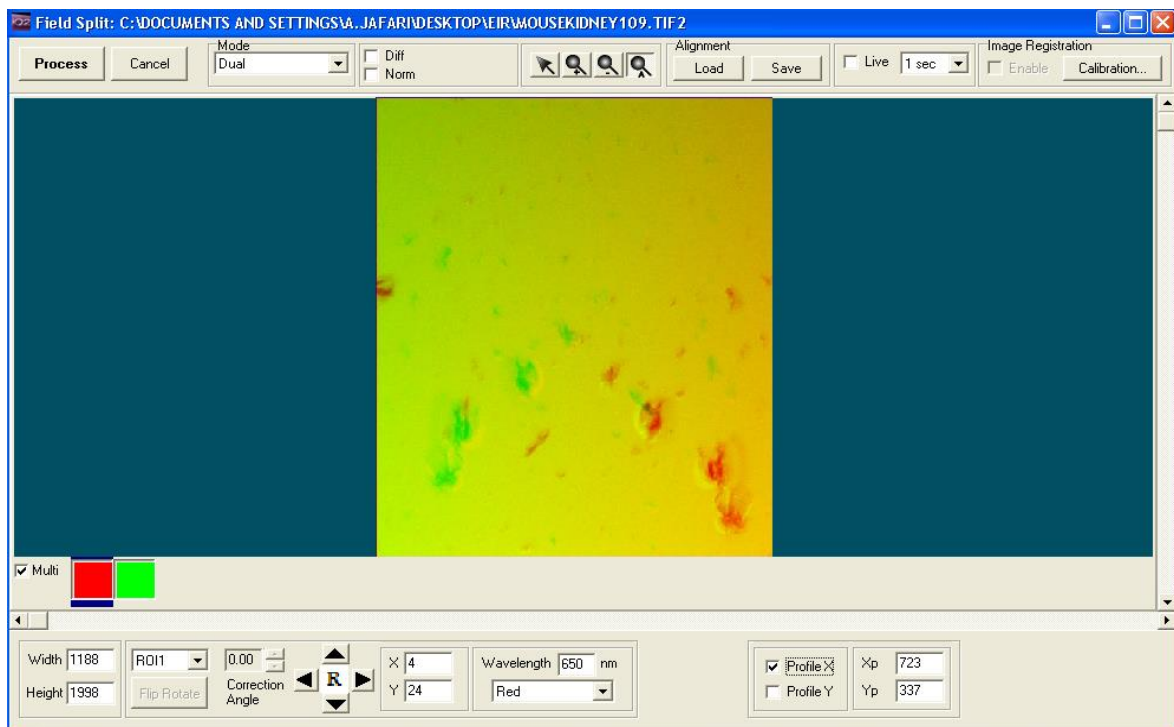 Field Split: C:\DOCUMENTS AND SETTINGS\A.JAFARI\DESKTOP\EIR\MOUSEKIDNEY109.TIF2
Process Cancel
Mode
Dual
Diff
Norm
Alignment
Load Save
Live 1 sec
Image Registration
Enable Calibration...
Multi
Width 1188
Height 1998
ROI1
Flip Rotate
0.00
Correction
Angle
R
X 4
Y 24
Wavelength 650 nm
Red
Profile X
Profile Y
Xp 723
Yp 337